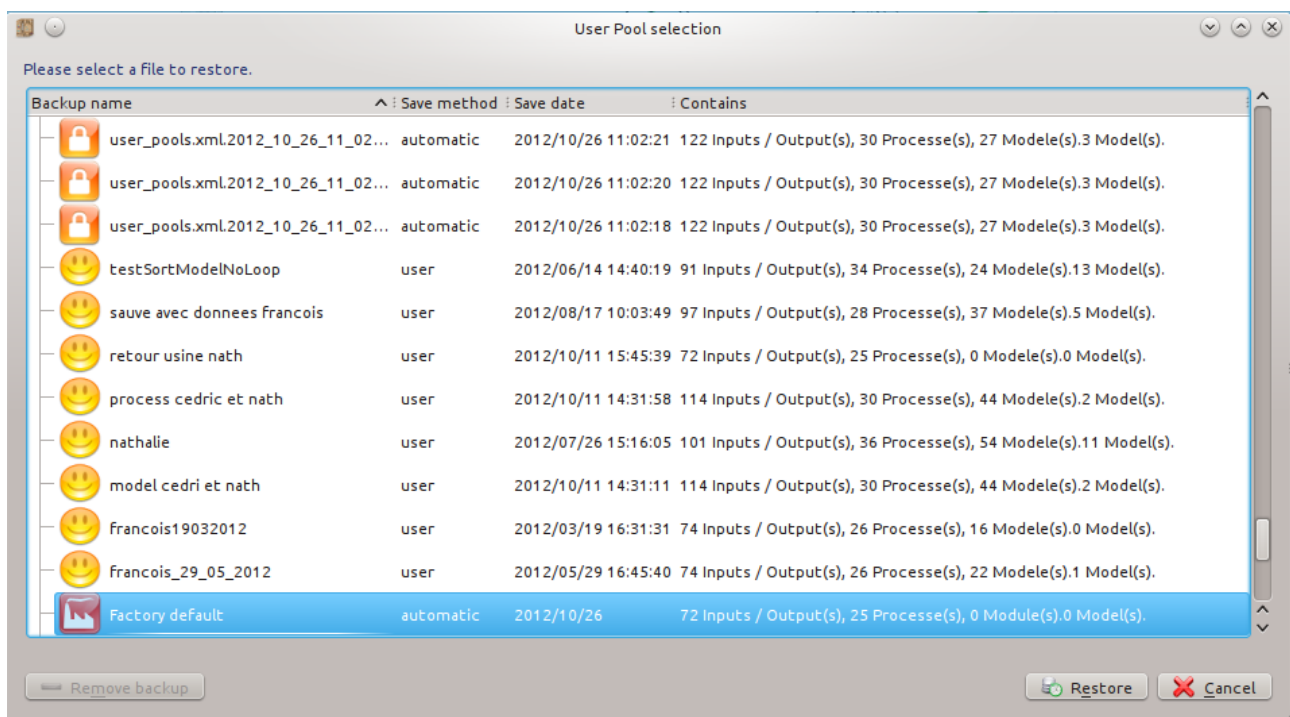 User Pool selection
Please select a file to restore.
Backup name Save method Save date Contains
user_pools.xml.2012_10_26_11_02... automatic 2012/10/26 11:02:21 122 Inputs / Output(s), 30 Processe(s), 27 Modele(s).3 Model(s).
user_pools.xml.2012_10_26_11_02... automatic 2012/10/26 11:02:20 122 Inputs / Output(s), 30 Processe(s), 27 Modele(s).3 Model(s).
user_pools.xml.2012_10_26_11_02... automatic 2012/10/26 11:02:18 122 Inputs / Output(s), 30 Processe(s), 27 Modele(s).3 Model(s).
testSortModelNoLoop user 2012/06/14 14:40:19 91 Inputs / Output(s), 34 Processe(s), 24 Modele(s).13 Model(s).
sauve avec donnees francois user 2012/08/17 10:03:49 97 Inputs / Output(s), 28 Processe(s), 37 Modele(s).5 Model(s).
retour usine nath user 2012/10/11 15:45:39 72 Inputs / Output(s), 25 Processe(s), 0 Modele(s).0 Model(s).
process cedric et nath user 2012/10/11 14:31:58 114 Inputs / Output(s), 30 Processe(s), 44 Modele(s).2 Model(s).
nathalie user 2012/07/26 15:16:05 101 Inputs / Output(s), 36 Processe(s), 54 Modele(s).11 Model(s).
model cedri et nath user 2012/10/11 14:31:11 114 Inputs / Output(s), 30 Processe(s), 44 Modele(s).2 Model(s).
francois19032012 user 2012/03/19 16:31:31 74 Inputs / Output(s), 26 Processe(s), 16 Modele(s).0 Model(s).
francois_29_05_2012 user 2012/05/29 16:45:40 74 Inputs / Output(s), 26 Processe(s), 22 Modele(s).1 Model(s).
Factory default automatic 2012/10/26 72 Inputs / Output(s), 25 Processe(s), 0 Module(s).0 Model(s).
Remove backup Restore Cancel